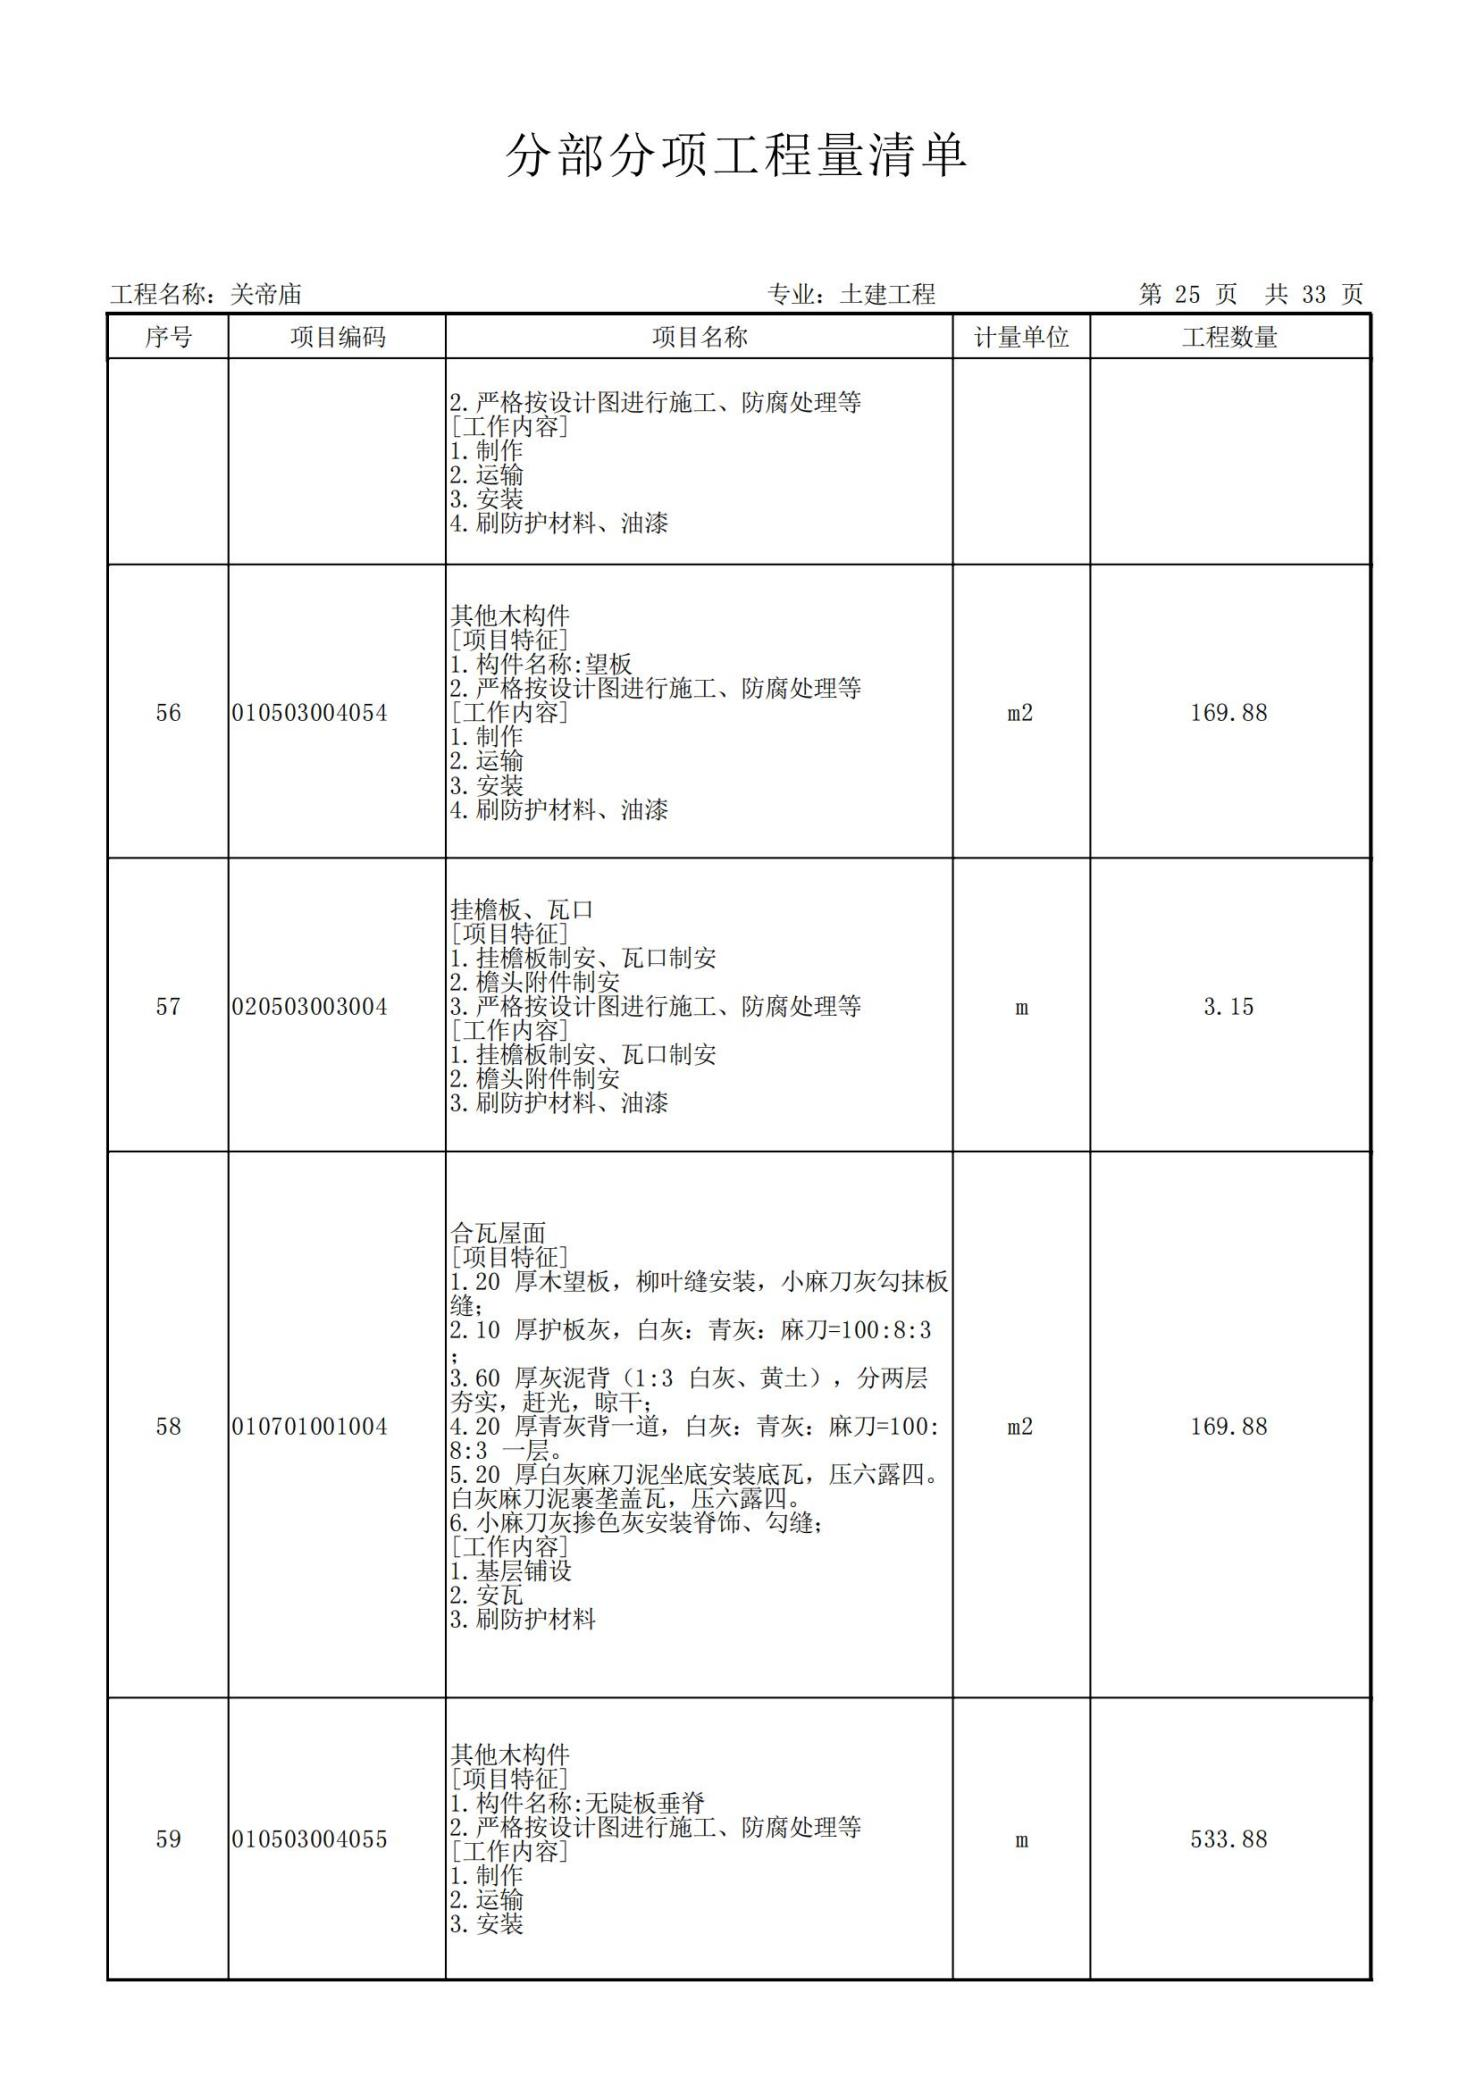 分部分项工程量清单
工程名称：关帝庙 专业：土建工程 第 25 页 共 33 页
序号 项目编码 项目名称 计量单位 工程数量
2.严格按设计图进行施工、防腐处理等
[工作内容]
1.制作
2.运输
3.安装
4.刷防护材料、油漆
其他木构件
[项目特征]
1.构件名称:望板
2.严格按设计图进行施工、防腐处理等
56 010503004054 [工作内容] m2 169.88
1.制作
2.运输
3.安装
4.刷防护材料、油漆
挂檐板、瓦口
[项目特征]
1.挂檐板制安、瓦口制安
2.檐头附件制安
57 020503003004 3.严格按设计图进行施工、防腐处理等 m 3.15
[工作内容]
1.挂檐板制安、瓦口制安
2.檐头附件制安
3.刷防护材料、油漆
合瓦屋面
[项目特征]
1.20 厚木望板，柳叶缝安装，小麻刀灰勾抹板
缝；
2.10 厚护板灰，白灰：青灰：麻刀=100:8:3
；
3.60 厚灰泥背（1:3 白灰、黄土），分两层
夯实，赶光，晾干；
58 010701001004 4.20 厚青灰背一道，白灰：青灰：麻刀=100: m2 169.88
8:3 一层。
5.20 厚白灰麻刀泥坐底安装底瓦，压六露四。
白灰麻刀泥裹垄盖瓦，压六露四。
6.小麻刀灰掺色灰安装脊饰、勾缝；
[工作内容]
1.基层铺设
2.安瓦
3.刷防护材料
其他木构件
[项目特征]
1.构件名称:无陡板垂脊
2.严格按设计图进行施工、防腐处理等
59 010503004055 [工作内容] m 533.88
1.制作
2.运输
3.安装